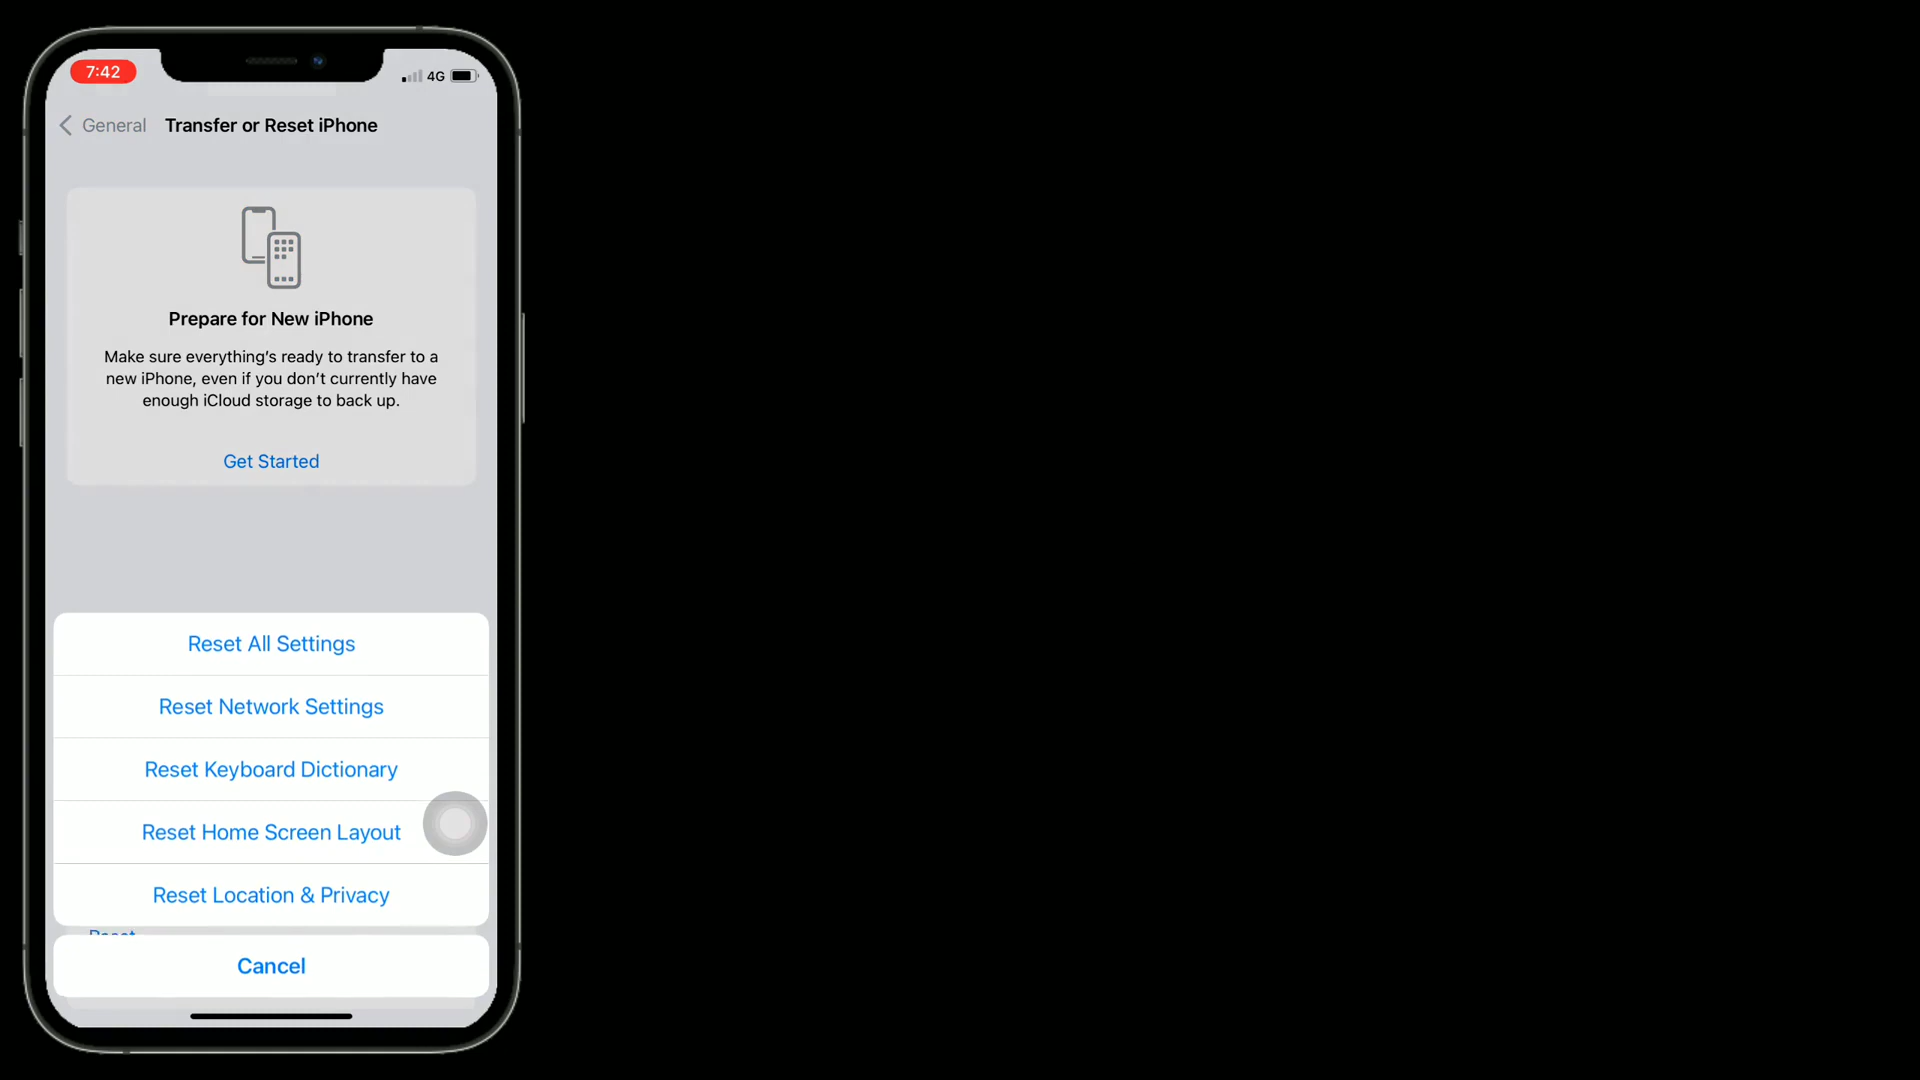 7:42
4G
General
Transfer or Reset iPhone
Prepare for New iPhone
Make sure everything's ready to transfer to a
new iPhone, even if you don't currently have
enough iCloud storage to back up.
Get Started
Reset All Settings
Reset Network Settings
Reset Keyboard Dictionary
Reset Home Screen Layout
Reset Location & Privacy
Reset
Cancel